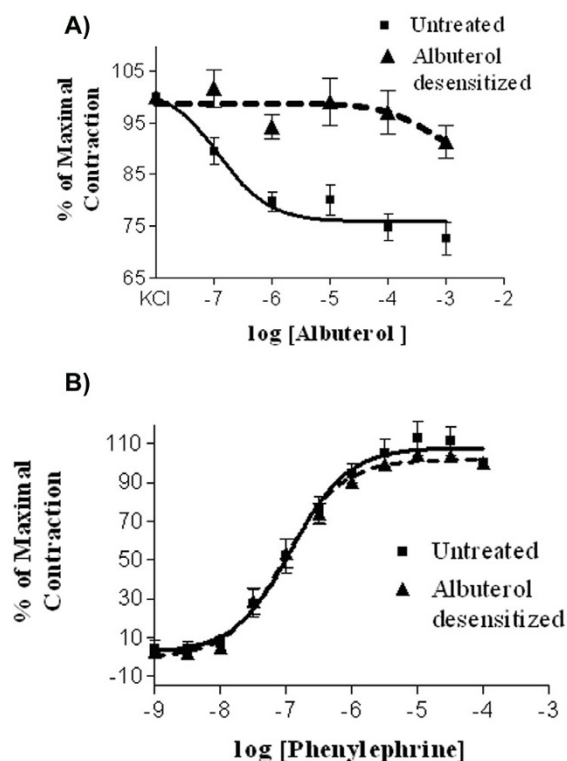 A)
Untreated
Albuterol
desensitized
% of Maximal
Contraction
105
95
85
75
65
KCl -7 -6 -5 -4 -3 -2
log [Albuterol ]
B)
% of Maximal
Contraction
110
90
70
50
30
10
-10
Untreated
Albuterol
desensitized
-9 -8 -7 -6 -5 -4 -3
log [Phenylephrine]